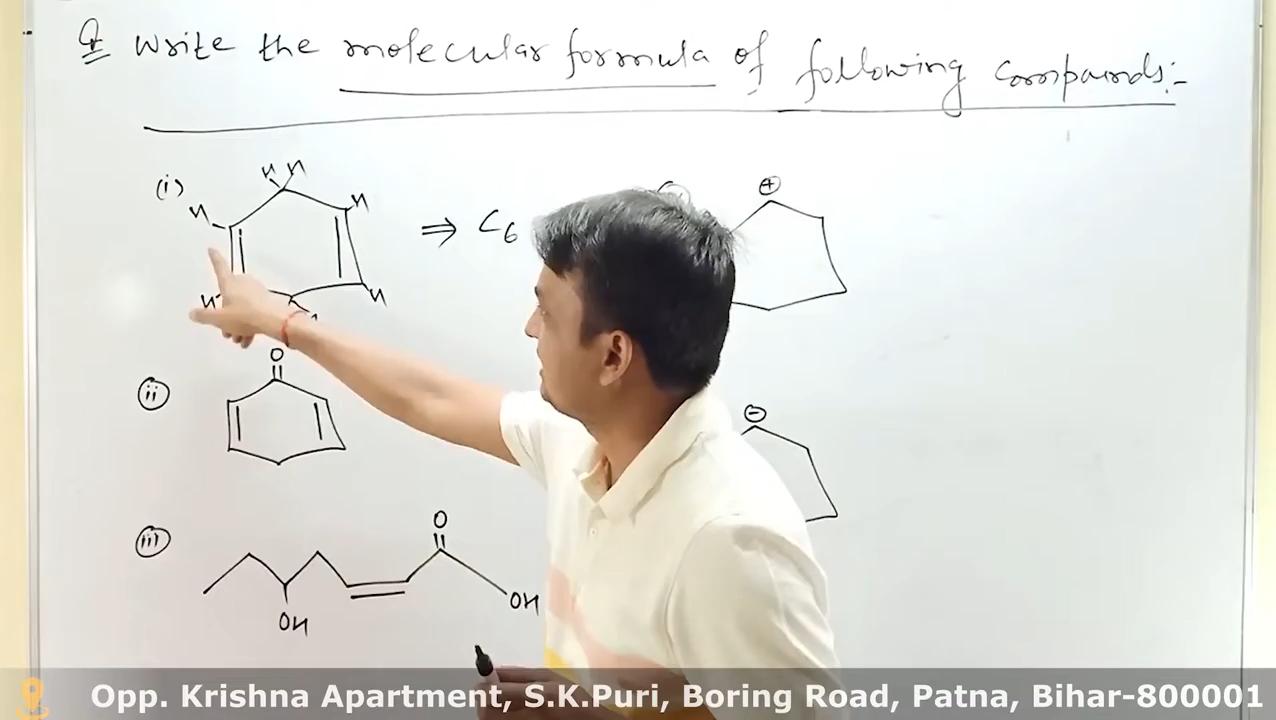 Q Write the molecular formula of following compounds:-
(i) H H H H H H ⇒ C6
⊕
(ii) O
⊖
(iii) O OH OH
Opp. Krishna Apartment, S.K.Puri, Boring Road, Patna, Bihar-800001